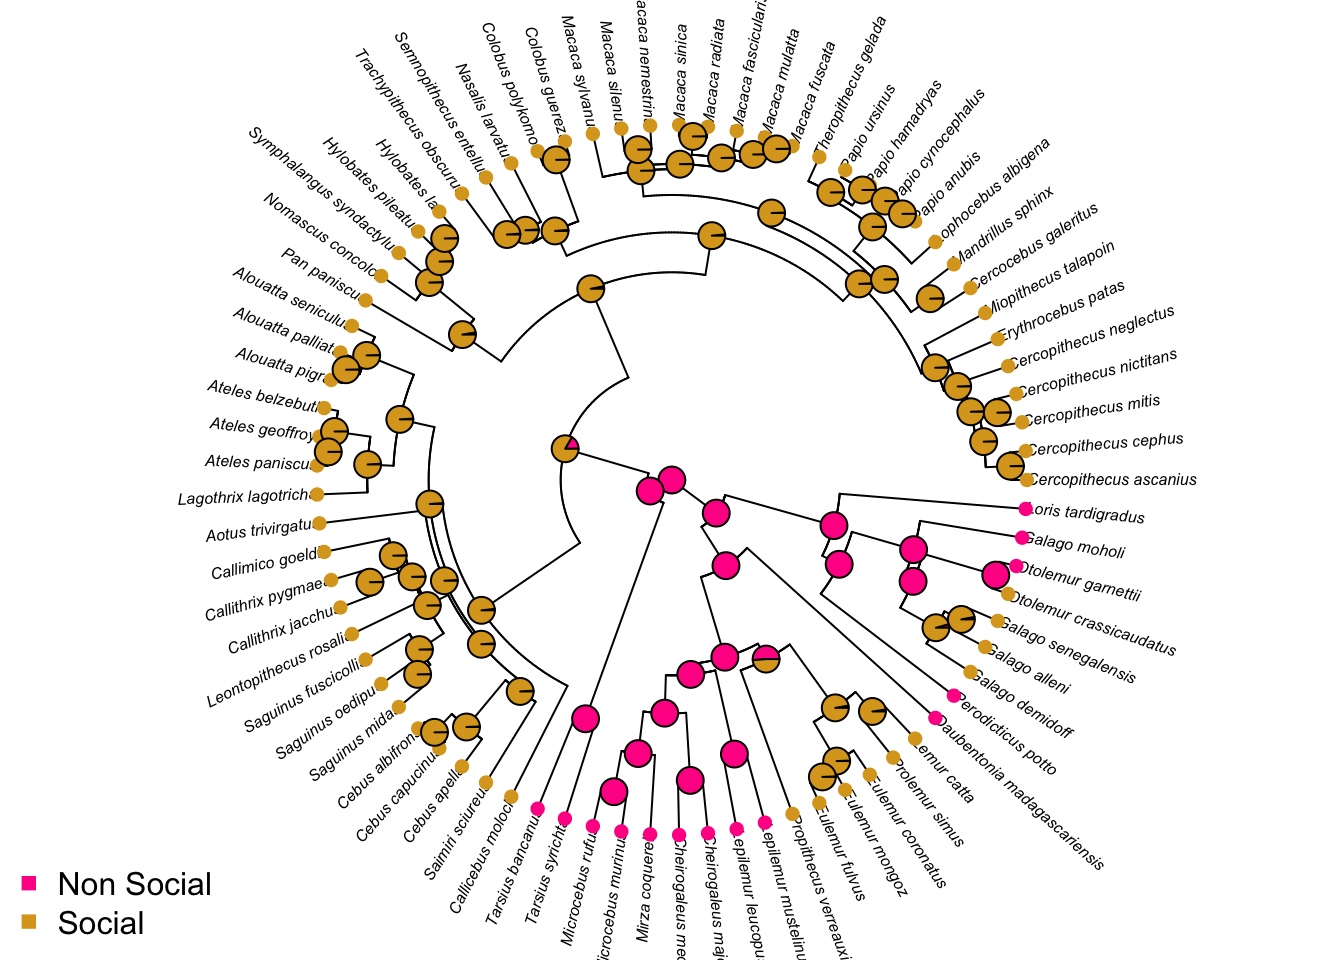 Trachypithecus obscuru
Semnopithecus entellu
Nasalis larvatu
Colobus polykomo
Colobus guerez
Macaca sylvanu
Macaca silenu
acaca nemestrin
Macaca sinica
Macaca radiata
Macaca fascicularis
Macaca mulatta
Macaca fuscata
Theropithecus gelada
Papio ursinus
Papio hamadryas
Papio cynocephalus
Papio anubis
Lophocebus albigena
Mandrillus sphinx
Cercocebus galeritus
Miopithecus talapoin
Erythrocebus patas
Cercopithecus neglectus
Cercopithecus nictitans
Cercopithecus mitis
Cercopithecus cephus
Cercopithecus ascanius
Loris tardigradus
Galago moholi
Otolemur garnettii
Otolemur crassicaudatus
Galago senegalensis
Galago alleni
Galago demidoff
Perodicticus potto
Daubentonia madagascariensis
Lemur catta
Prolemur simus
Eulemur coronatus
Eulemur mongoz
Eulemur fulvus
Propithecus verreauxi
Lepilemur mustelinu
Lepilemur leucopu
Cheirogaleus maj
Cheirogaleus med
Mirza coquere
icrocebus murinu
Microcebus rufu
Tarsius syricht
Tarsius bancanu
Callicebus moloc
Saimiri sciureu
Cebus apell
Cebus capucinu
Cebus albifron
Saguinus mida
Saguinus oedipu
Saguinus fuscicolli
Leontopithecus rosali
Callithrix jacchu
Callithrix pygmae
Callimico goeld
Aotus trivirgatu
Lagothrix lagotrich
Ateles paniscu
Ateles geoffroy
Ateles belzebut
Alouatta pigr
Alouatta palliat
Alouatta seniculu
Pan paniscu
Nomascus concolo
Symphalangus syndactylu
Hylobates pileatu
Hylobates la
Non Social
Social